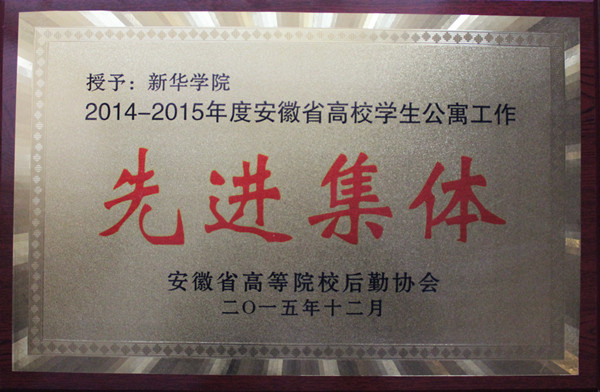 授予：新华学院
2014-2015年度安徽省高校学生公寓工作
先进集体
安徽省高等院校后勤协会
二〇一五年十二月